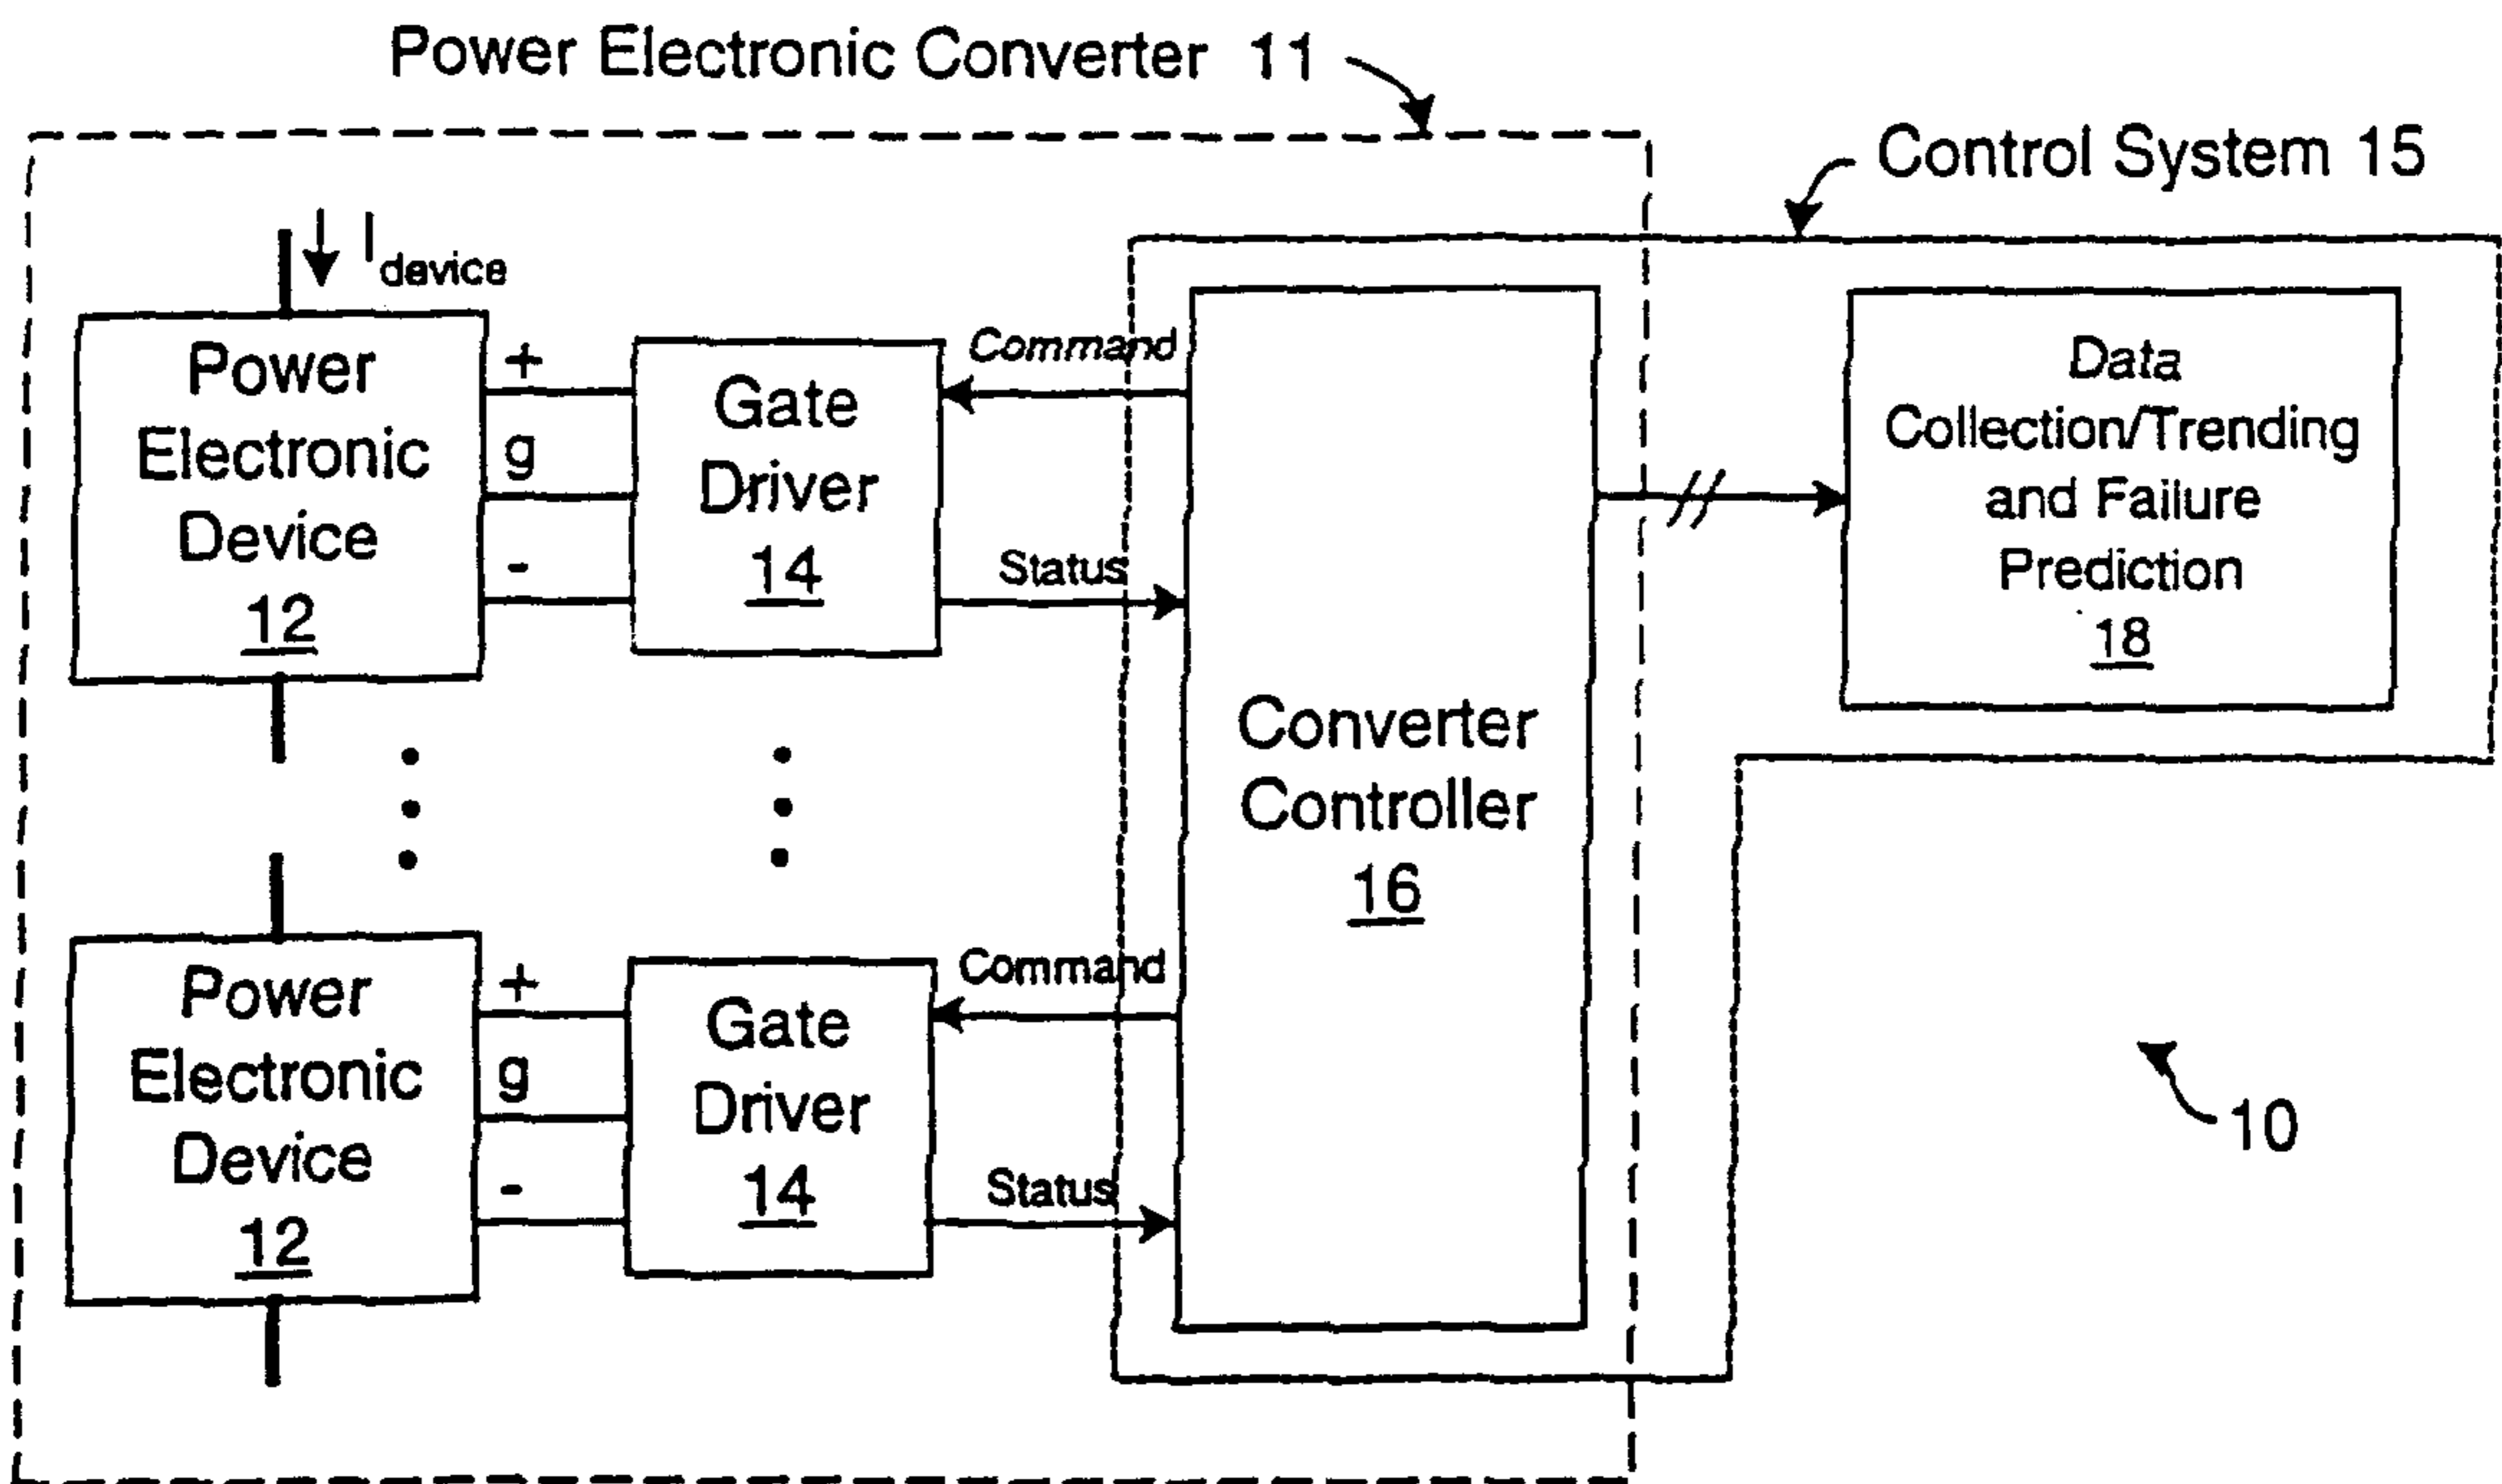 Power Electronic Converter 11
Control System 15
I device
Power
Electronic
Device
12
+
g
-
Gate
Driver
14
Command
Status
Converter
Controller
16
Data
Collection/Trending
and Failure
Prediction
18
Power
Electronic
Device
12
+
g
-
Gate
Driver
14
Command
Status
10